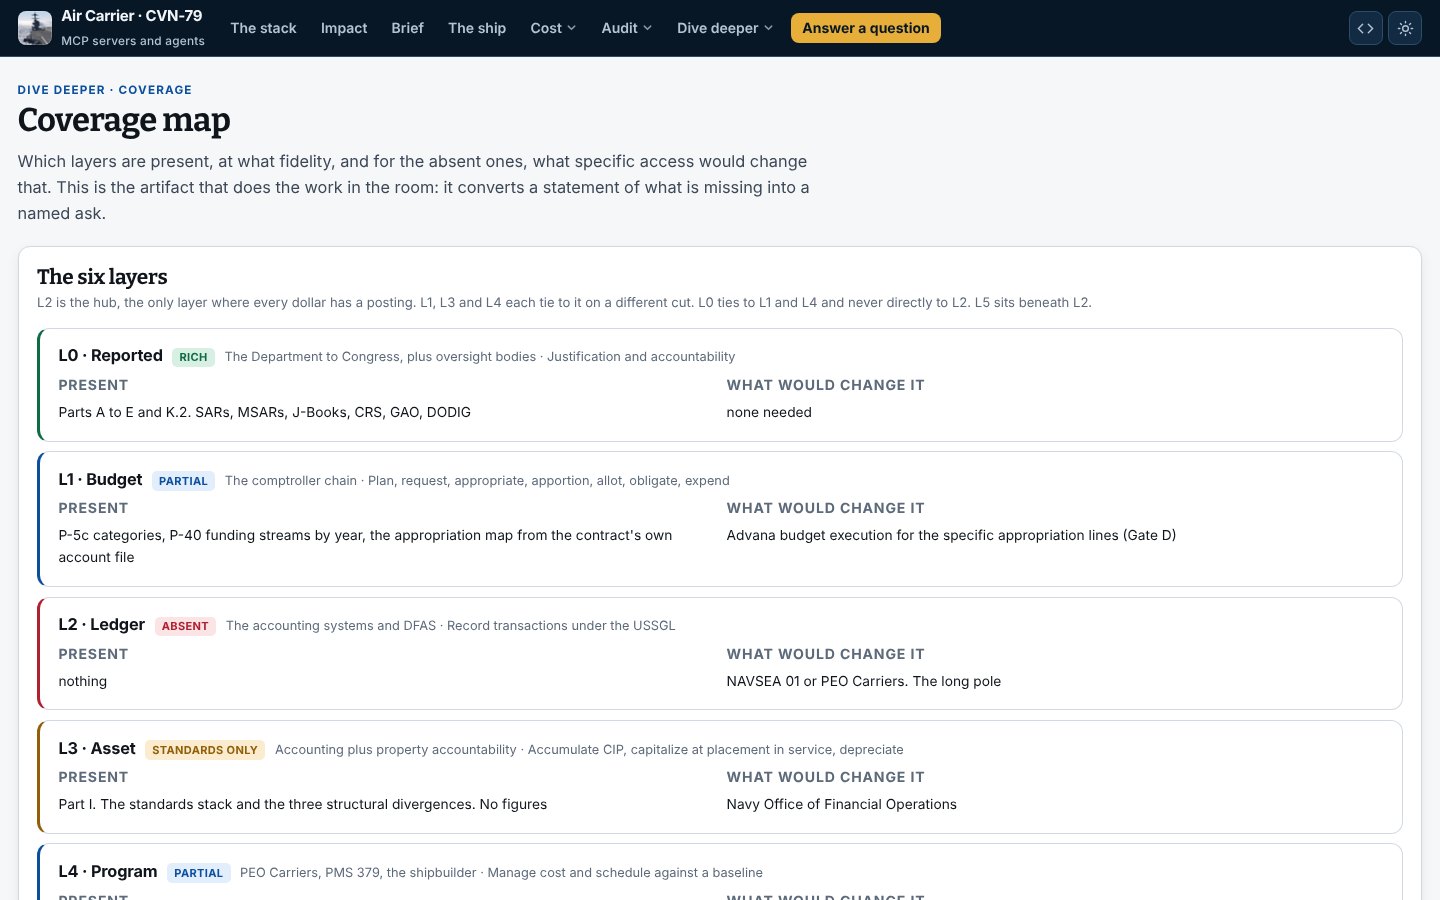 Air Carrier · CVN-79
MCP servers and agents
The stack
Impact
Brief
The ship
Cost
Audit
Dive deeper
Answer a question
DIVE DEEPER · COVERAGE
Coverage map
Which layers are present, at what fidelity, and for the absent ones, what specific access would change
that. This is the artifact that does the work in the room: it converts a statement of what is missing into a
named ask.
The six layers
L2 is the hub, the only layer where every dollar has a posting. L1, L3 and L4 each tie to it on a different cut. L0 ties to L1 and L4 and never directly to L2. L5 sits beneath L2.
L0 · Reported RICH The Department to Congress, plus oversight bodies · Justification and accountability
PRESENT
Parts A to E and K.2. SARs, MSARs, J-Books, CRS, GAO, DODIG
WHAT WOULD CHANGE IT
none needed
L1 · Budget PARTIAL The comptroller chain · Plan, request, appropriate, apportion, allot, obligate, expend
PRESENT
P-5c categories, P-40 funding streams by year, the appropriation map from the contract's own
account file
WHAT WOULD CHANGE IT
Advana budget execution for the specific appropriation lines (Gate D)
L2 · Ledger ABSENT The accounting systems and DFAS · Record transactions under the USSGL
PRESENT
nothing
WHAT WOULD CHANGE IT
NAVSEA 01 or PEO Carriers. The long pole
L3 · Asset STANDARDS ONLY Accounting plus property accountability · Accumulate CIP, capitalize at placement in service, depreciate
PRESENT
Part I. The standards stack and the three structural divergences. No figures
WHAT WOULD CHANGE IT
Navy Office of Financial Operations
L4 · Program PARTIAL PEO Carriers, PMS 379, the shipbuilder · Manage cost and schedule against a baseline
PRESENT
WHAT WOULD CHANGE IT